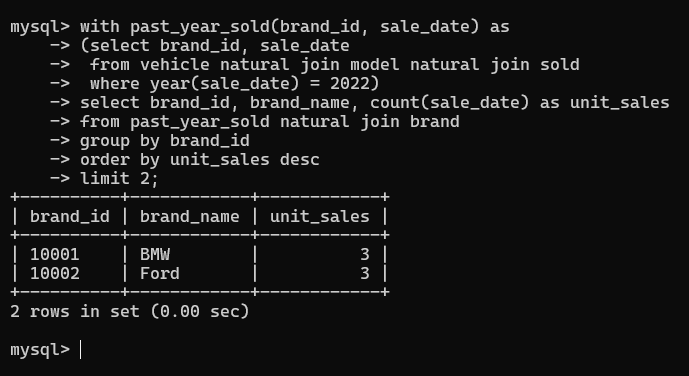 mysql> with past_year_sold(brand_id, sale_date) as
    -> (select brand_id, sale_date
    ->  from vehicle natural join model natural join sold
    ->  where year(sale_date) = 2022)
    -> select brand_id, brand_name, count(sale_date) as unit_sales
    -> from past_year_sold natural join brand
    -> group by brand_id
    -> order by unit_sales desc
    -> limit 2;
+----------+------------+------------+
| brand_id | brand_name | unit_sales |
+----------+------------+------------+
| 10001    | BMW        |          3 |
| 10002    | Ford       |          3 |
+----------+------------+------------+
2 rows in set (0.00 sec)

mysql>